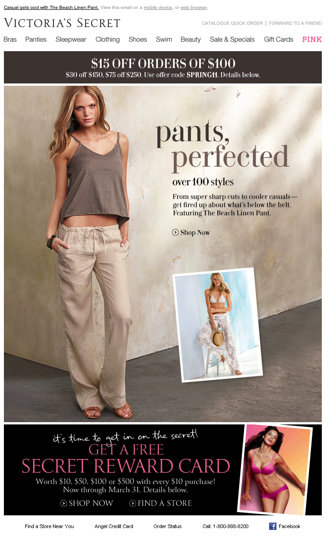 Casual gets cool with The Beach Linen Pant. View this email on a mobile device. or web browser.
VICTORIA'S SECRET
CATALOGUE QUICK ORDER | FORWARD TO A FRIEND
Bras Panties Sleepwear Clothing Shoes Swim Beauty Sale & Specials Gift Cards PINK
$15 OFF ORDERS OF $100
$30 off $150, $75 off $250. Use offer code SPRING11. Details below.
pants,
perfected
over 100 styles
From super sharp cuts to cooler casuals—
get fired up about what's below the belt.
Featuring The Beach Linen Pant.
Shop Now
it's time to get in on the secret!
GET A FREE
SECRET REWARD CARD
Worth $10, $50, $100 or $500 with every $10 purchase!
Now through March 31. Details below.
SHOP NOW FIND A STORE
Find a Store Near You Angel Credit Card Order Status Call 1-800-888-8200 Facebook